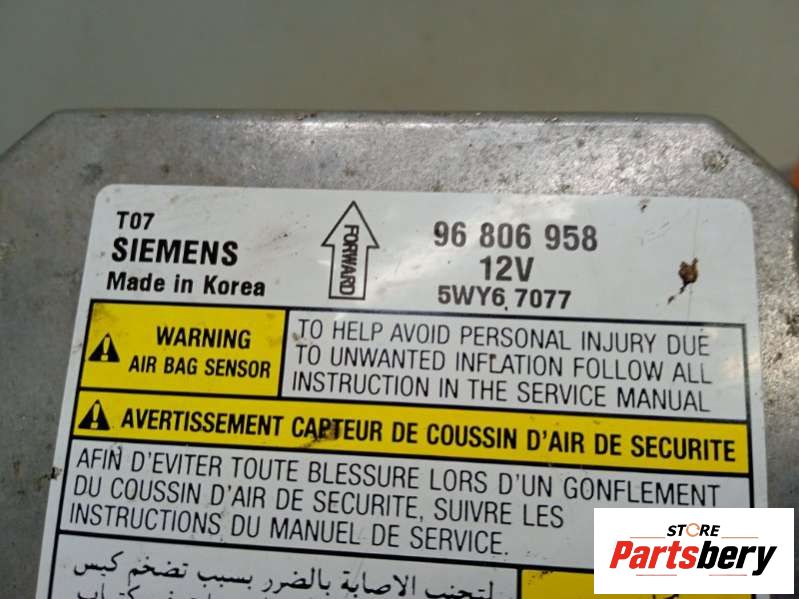 T07
SIEMENS
Made in Korea
FORWARD
96 806 958
12V
5WY6 7077
WARNING
AIR BAG SENSOR
TO HELP AVOID PERSONAL INJURY DUE
TO UNWANTED INFLATION FOLLOW ALL
INSTRUCTION IN THE SERVICE MANUAL
AVERTISSEMENT CAPTEUR DE COUSSIN D'AIR DE SECURITE
AFIN D'EVITER TOUTE BLESSURE LORS D'UN GONFLEMENT
DU COUSSIN D'AIR DE SECURITE, SUIVRE LES
INSTRUCTIONS DU MANUEL DE SERVICE.
لتجنب الاصابة بالضرر بسبب تضخم كيس
STORE
Partsbery